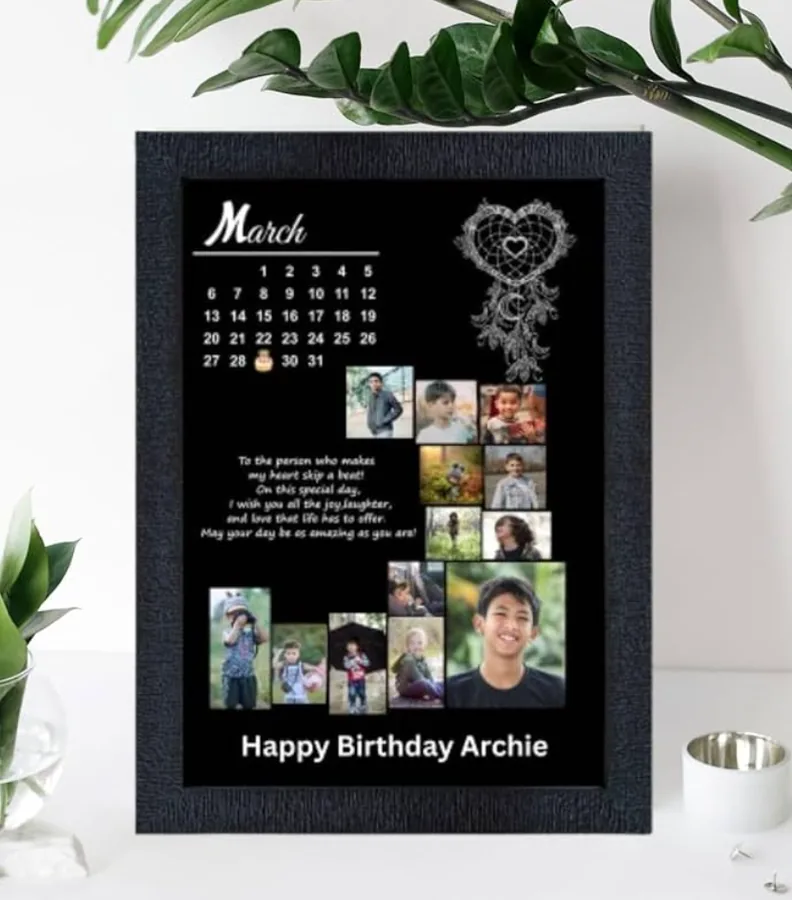 March
1 2 3 4 5
6 7 8 9 10 11 12
13 14 15 16 17 18 19
20 21 22 23 24 25 26
27 28 30 31
To the person who makes
my heart skip a beat!
On this special day,
I wish you all the joy,laughter,
and love that life has to offer.
May your day be as amazing as you are!
Happy Birthday Archie